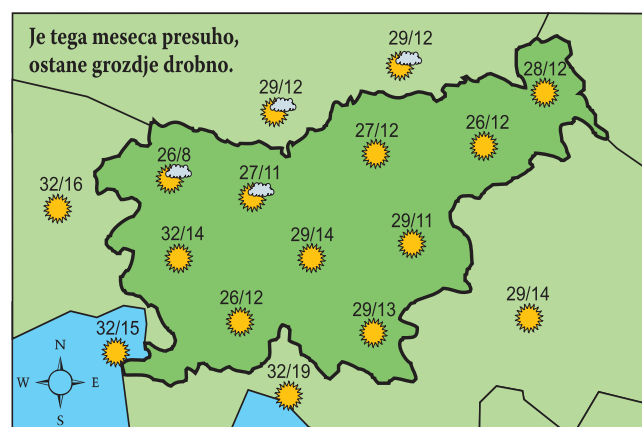 Je tega meseca presuho,
ostane grozdje drobno.
29/12
28/12
29/12
27/12
26/12
26/8
27/11
32/16
29/11
32/14
29/14
26/12
29/13
29/14
32/15
32/19
N
W
E
S